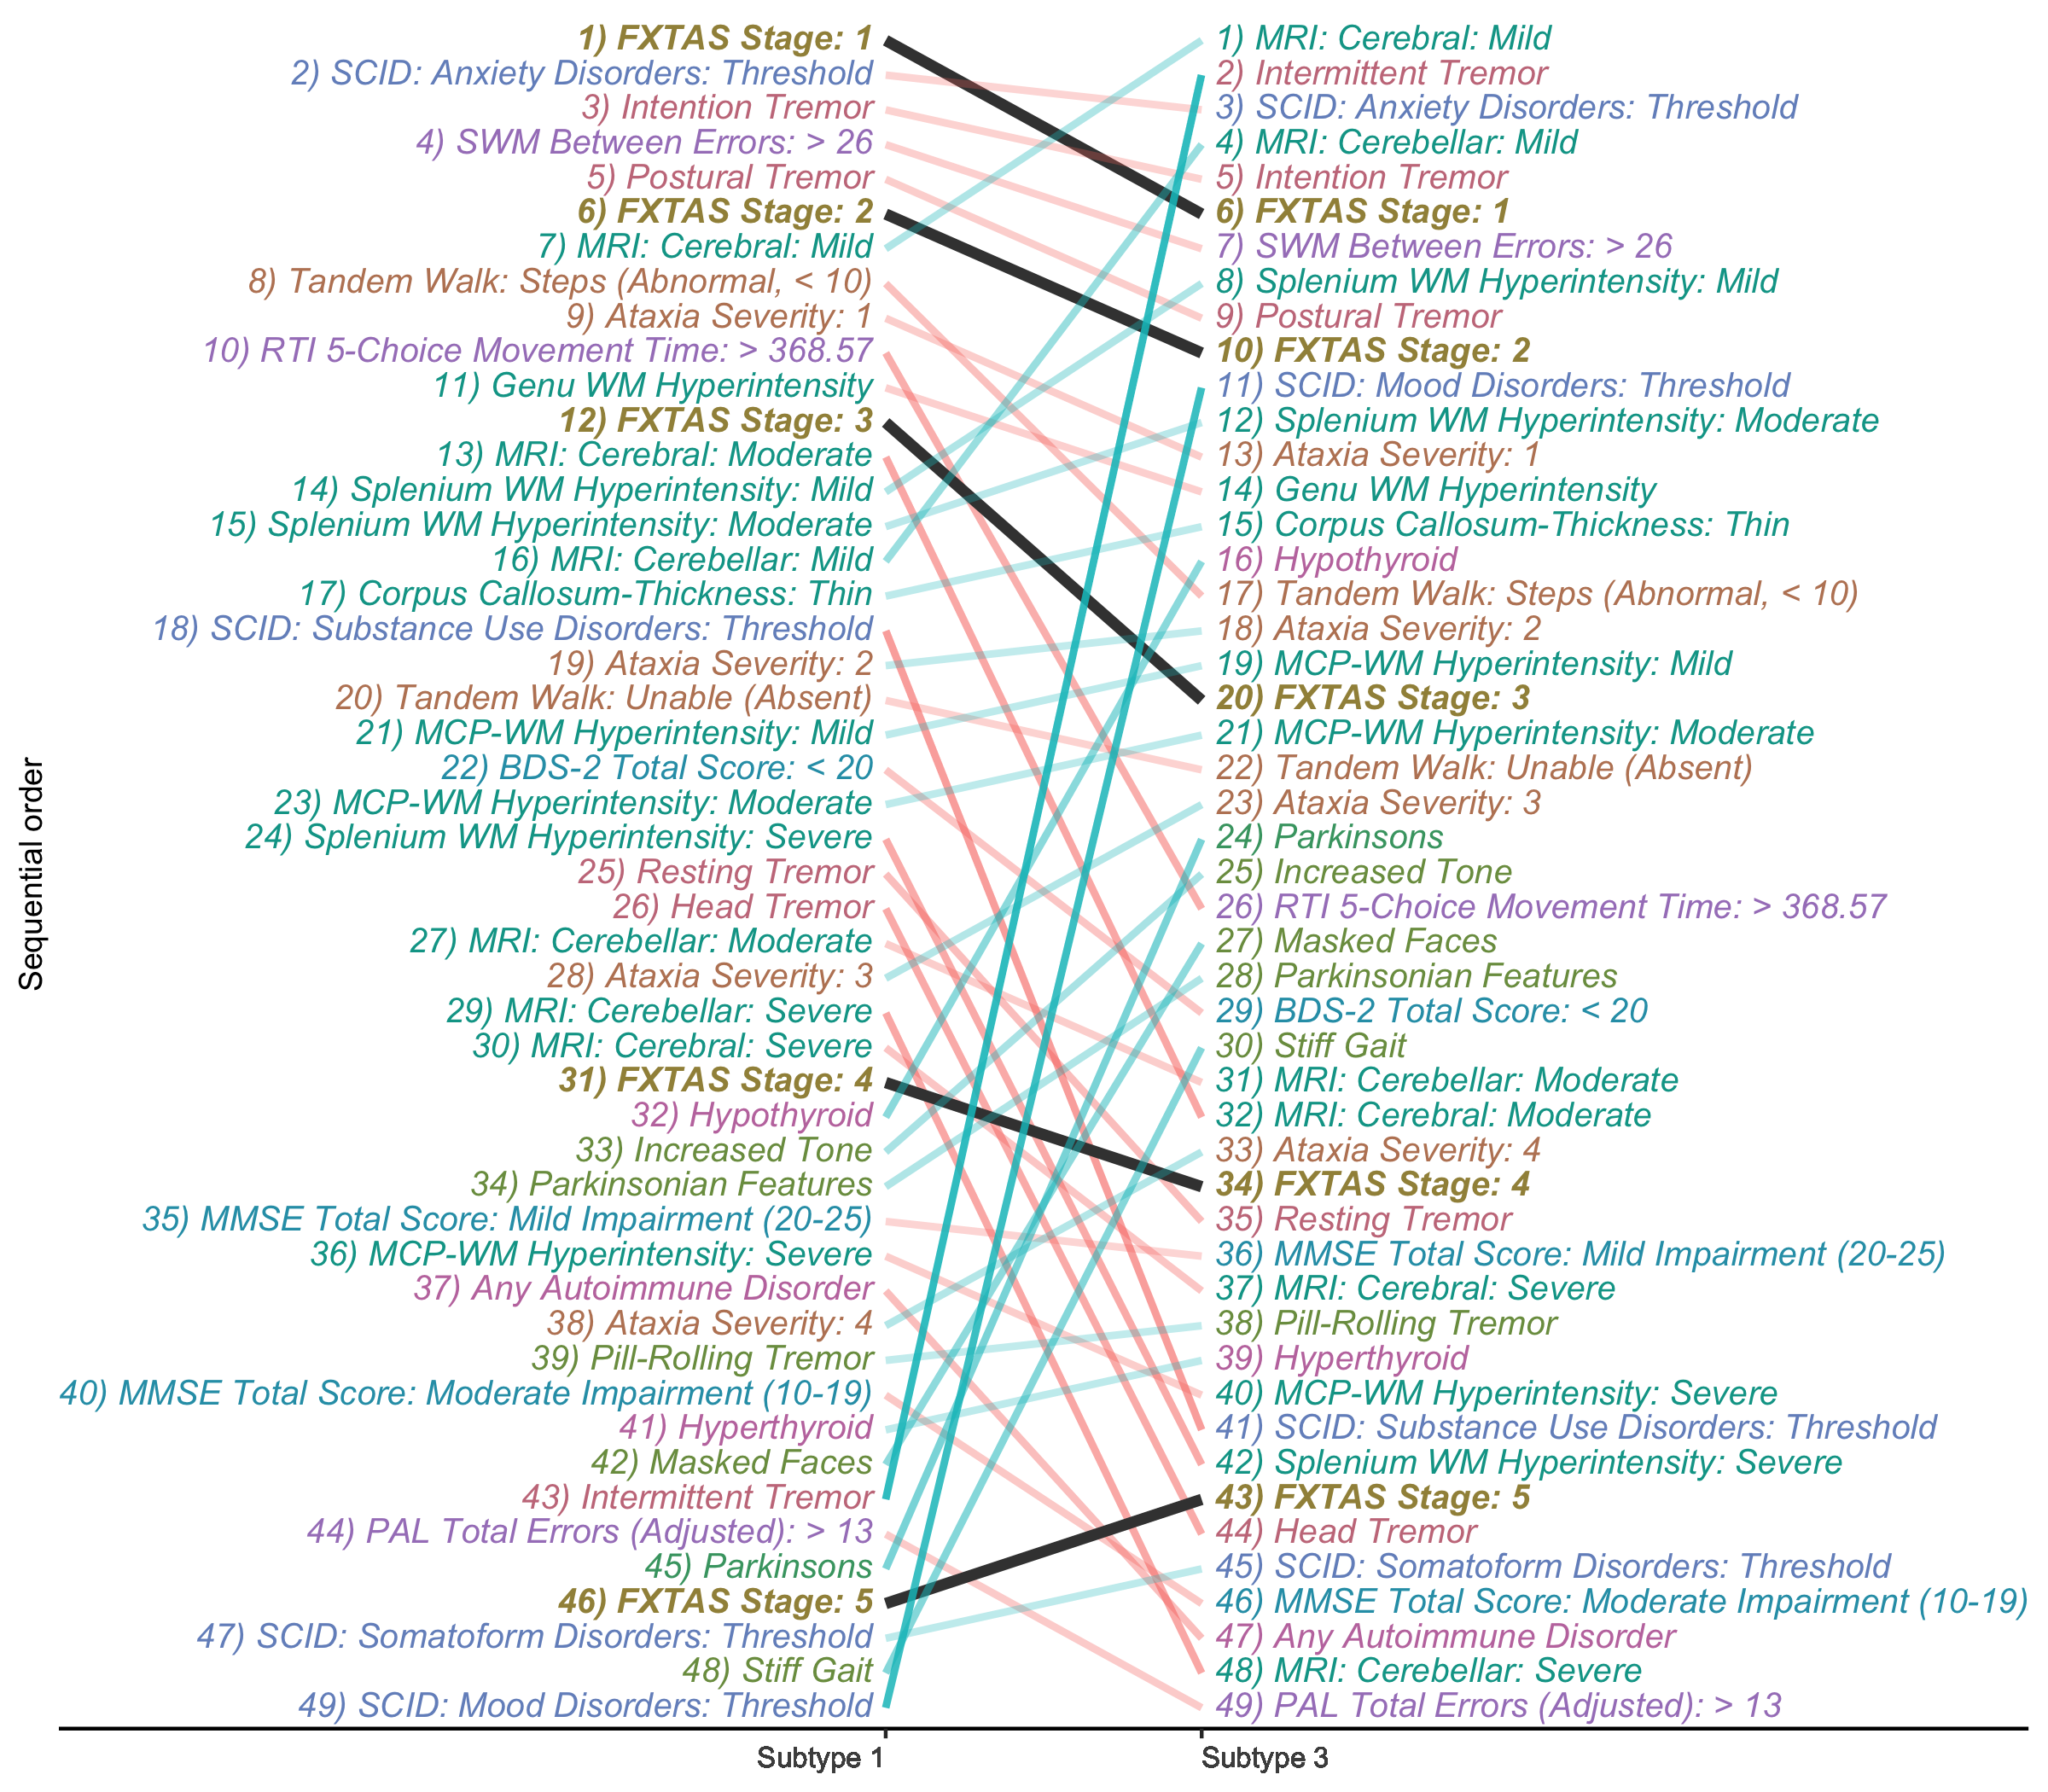 Sequential order
1) FXTAS Stage: 1
2) SCID: Anxiety Disorders: Threshold
3) Intention Tremor
4) SWM Between Errors: > 26
5) Postural Tremor
6) FXTAS Stage: 2
7) MRI: Cerebral: Mild
8) Tandem Walk: Steps (Abnormal, < 10)
9) Ataxia Severity: 1
10) RTI 5-Choice Movement Time: > 368.57
11) Genu WM Hyperintensity
12) FXTAS Stage: 3
13) MRI: Cerebral: Moderate
14) Splenium WM Hyperintensity: Mild
15) Splenium WM Hyperintensity: Moderate
16) MRI: Cerebellar: Mild
17) Corpus Callosum-Thickness: Thin
18) SCID: Substance Use Disorders: Threshold
19) Ataxia Severity: 2
20) Tandem Walk: Unable (Absent)
21) MCP-WM Hyperintensity: Mild
22) BDS-2 Total Score: < 20
23) MCP-WM Hyperintensity: Moderate
24) Splenium WM Hyperintensity: Severe
25) Resting Tremor
26) Head Tremor
27) MRI: Cerebellar: Moderate
28) Ataxia Severity: 3
29) MRI: Cerebellar: Severe
30) MRI: Cerebral: Severe
31) FXTAS Stage: 4
32) Hypothyroid
33) Increased Tone
34) Parkinsonian Features
35) MMSE Total Score: Mild Impairment (20-25)
36) MCP-WM Hyperintensity: Severe
37) Any Autoimmune Disorder
38) Ataxia Severity: 4
39) Pill-Rolling Tremor
40) MMSE Total Score: Moderate Impairment (10-19)
41) Hyperthyroid
42) Masked Faces
43) Intermittent Tremor
44) PAL Total Errors (Adjusted): > 13
45) Parkinsons
46) FXTAS Stage: 5
47) SCID: Somatoform Disorders: Threshold
48) Stiff Gait
49) SCID: Mood Disorders: Threshold
1) MRI: Cerebral: Mild
2) Intermittent Tremor
3) SCID: Anxiety Disorders: Threshold
4) MRI: Cerebellar: Mild
5) Intention Tremor
6) FXTAS Stage: 1
7) SWM Between Errors: > 26
8) Splenium WM Hyperintensity: Mild
9) Postural Tremor
10) FXTAS Stage: 2
11) SCID: Mood Disorders: Threshold
12) Splenium WM Hyperintensity: Moderate
13) Ataxia Severity: 1
14) Genu WM Hyperintensity
15) Corpus Callosum-Thickness: Thin
16) Hypothyroid
17) Tandem Walk: Steps (Abnormal, < 10)
18) Ataxia Severity: 2
19) MCP-WM Hyperintensity: Mild
20) FXTAS Stage: 3
21) MCP-WM Hyperintensity: Moderate
22) Tandem Walk: Unable (Absent)
23) Ataxia Severity: 3
24) Parkinsons
25) Increased Tone
26) RTI 5-Choice Movement Time: > 368.57
27) Masked Faces
28) Parkinsonian Features
29) BDS-2 Total Score: < 20
30) Stiff Gait
31) MRI: Cerebellar: Moderate
32) MRI: Cerebral: Moderate
33) Ataxia Severity: 4
34) FXTAS Stage: 4
35) Resting Tremor
36) MMSE Total Score: Mild Impairment (20-25)
37) MRI: Cerebral: Severe
38) Pill-Rolling Tremor
39) Hyperthyroid
40) MCP-WM Hyperintensity: Severe
41) SCID: Substance Use Disorders: Threshold
42) Splenium WM Hyperintensity: Severe
43) FXTAS Stage: 5
44) Head Tremor
45) SCID: Somatoform Disorders: Threshold
46) MMSE Total Score: Moderate Impairment (10-19)
47) Any Autoimmune Disorder
48) MRI: Cerebellar: Severe
49) PAL Total Errors (Adjusted): > 13
Subtype 1
Subtype 3